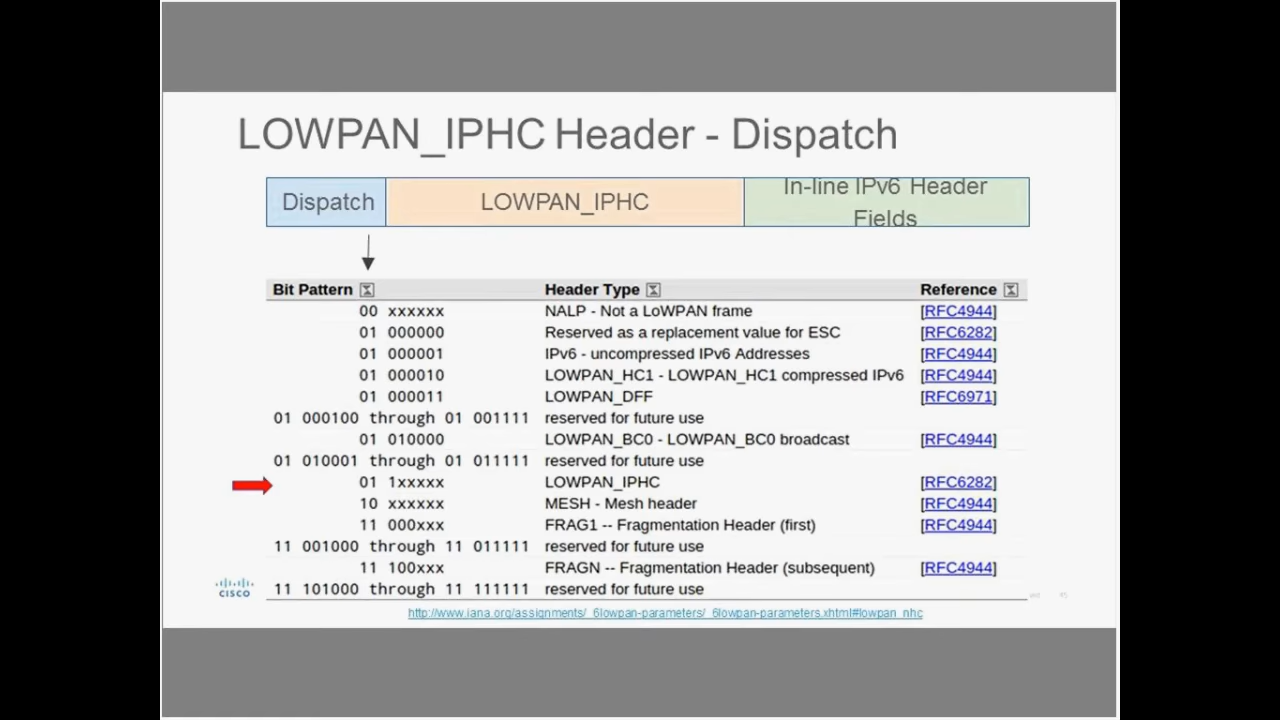 LOWPAN_IPHC Header - Dispatch
Dispatch LOWPAN_IPHC In-line IPv6 Header Fields
Bit Pattern Header Type Reference
00 xxxxxx NALP - Not a LoWPAN frame [RFC4944]
01 000000 Reserved as a replacement value for ESC [RFC6282]
01 000001 IPv6 - uncompressed IPv6 Addresses [RFC4944]
01 000010 LOWPAN_HC1 - LOWPAN_HC1 compressed IPv6 [RFC4944]
01 000011 LOWPAN_DFF [RFC6971]
01 000100 through 01 001111 reserved for future use
01 010000 LOWPAN_BC0 - LOWPAN_BC0 broadcast [RFC4944]
01 010001 through 01 011111 reserved for future use
01 1xxxxx LOWPAN_IPHC [RFC6282]
10 xxxxxx MESH - Mesh header [RFC4944]
11 000xxx FRAG1 -- Fragmentation Header (first) [RFC4944]
11 001000 through 11 011111 reserved for future use
11 100xxx FRAGN -- Fragmentation Header (subsequent) [RFC4944]
11 101000 through 11 111111 reserved for future use
CISCO
http://www.iana.org/assignments/_6lowpan-parameters/_6lowpan-parameters.xhtml#lowpan_nhc
45